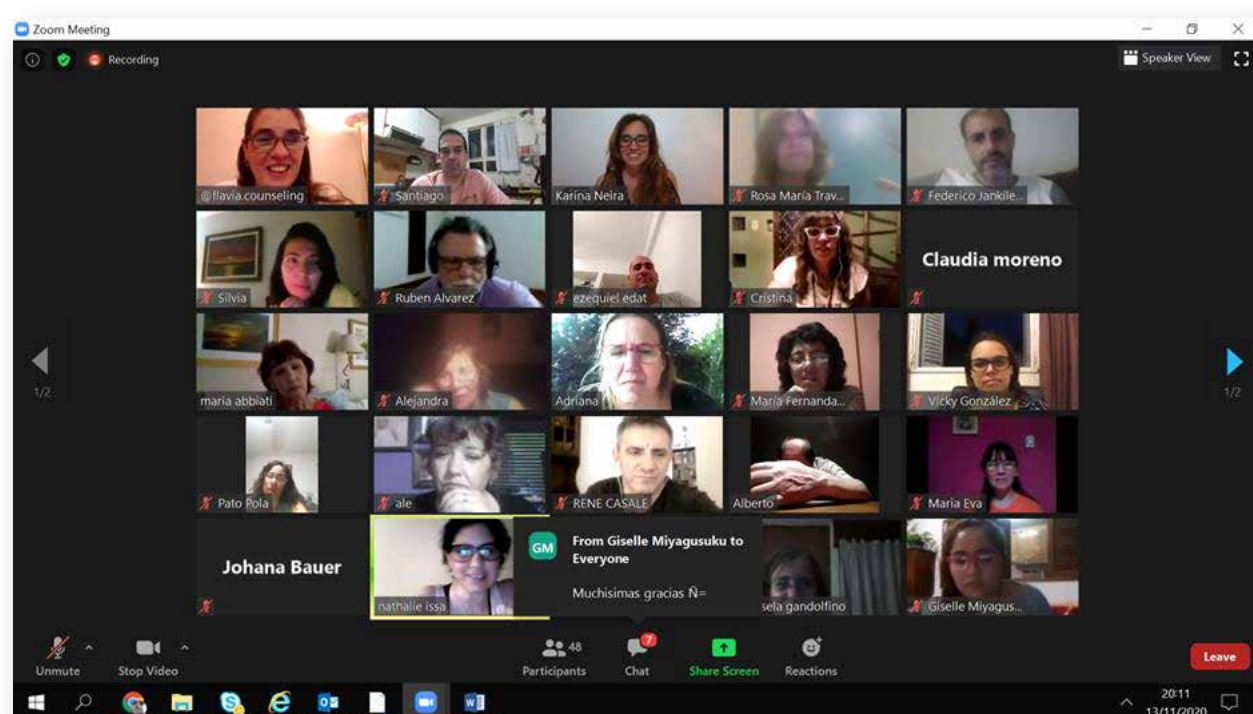 Zoom Meeting
Recording
Speaker View
@flavia.counseling
Santiago
Karina Neira
Rosa María Trav...
Federico Jankile...
Silvia
Ruben Alvarez
ezequiel edat
Cristina
Claudia moreno
maria abbiati
Alejandra
Adriana
María Fernanda...
Vicky González
1/2
1/2
Pato Pola
ale
RENE CASALE
Alberto
Maria Eva
Johana Bauer
nathalie issa
GM
From Giselle Miyagusuku to
Everyone
Muchisimas gracias Ñ=
sela gandolfino
Giselle Miyagus...
Unmute
Stop Video
48
Participants
7
Chat
Share Screen
Reactions
Leave
20:11
13/11/2020